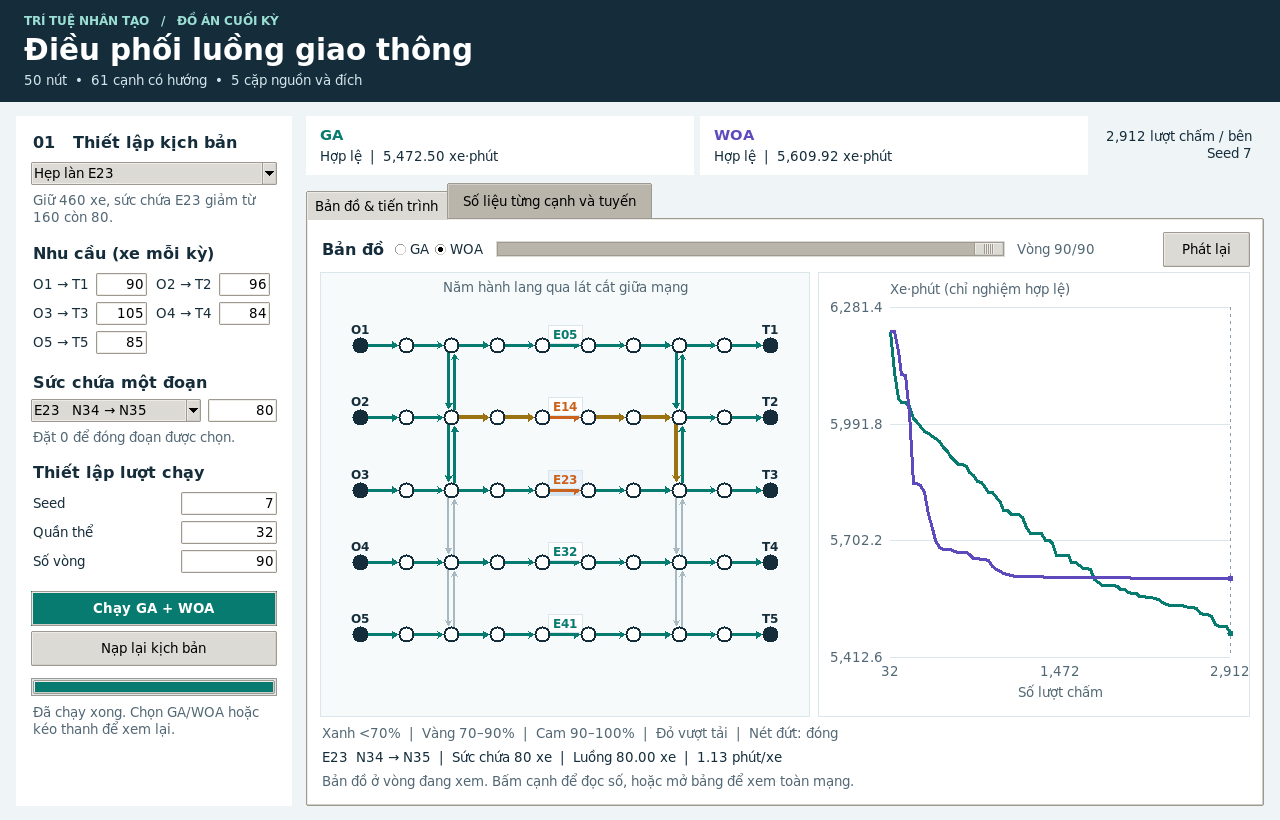 TRÍ TUỆ NHÂN TẠO / ĐỒ ÁN CUỐI KỲ
Điều phối luồng giao thông
50 nút • 61 cạnh có hướng • 5 cặp nguồn và đích
01 Thiết lập kịch bản
Hẹp làn E23
Giữ 460 xe, sức chứa E23 giảm từ
160 còn 80.
Nhu cầu (xe mỗi kỳ)
O1 → T1 90 O2 → T2 96
O3 → T3 105 O4 → T4 84
O5 → T5 85
Sức chứa một đoạn
E23 N34 → N35 80
Đặt 0 để đóng đoạn được chọn.
Thiết lập lượt chạy
Seed 7
Quần thể 32
Số vòng 90
Chạy GA + WOA
Nạp lại kịch bản
Đã chạy xong. Chọn GA/WOA hoặc
kéo thanh để xem lại.
GA
Hợp lệ | 5,472.50 xe·phút
WOA
Hợp lệ | 5,609.92 xe·phút
2,912 lượt chấm / bên
Seed 7
Bản đồ & tiến trình
Số liệu từng cạnh và tuyến
Bản đồ GA WOA Vòng 90/90 Phát lại
Năm hành lang qua lát cắt giữa mạng
O1 E05 T1
O2 E14 T2
O3 E23 T3
O4 E32 T4
O5 E41 T5
Xe·phút (chỉ nghiệm hợp lệ)
6,281.4
5,991.8
5,702.2
5,412.6
32 1,472 2,912
Số lượt chấm
Xanh <70% | Vàng 70–90% | Cam 90–100% | Đỏ vượt tải | Nét đứt: đóng
E23 N34 → N35 | Sức chứa 80 xe | Luồng 80.00 xe | 1.13 phút/xe
Bản đồ ở vòng đang xem. Bấm cạnh để đọc số, hoặc mở bảng để xem toàn mạng.